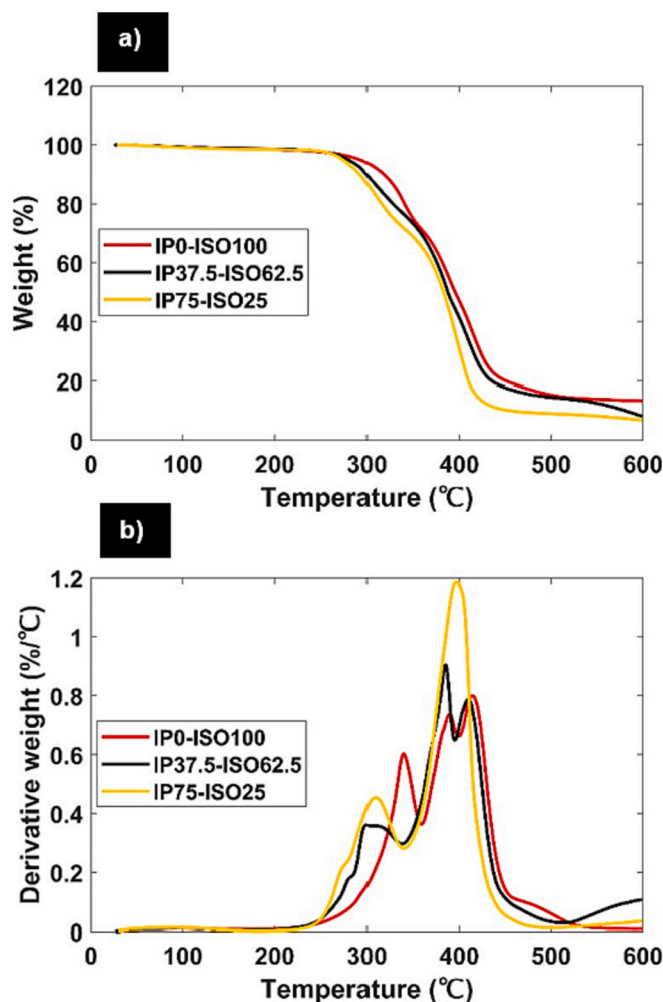 a)
120
100
80
60
40
20
0
Weight (%)
IP0-ISO100
IP37.5-ISO62.5
IP75-ISO25
0 100 200 300 400 500 600
Temperature (℃)
b)
1.2
1
0.8
0.6
0.4
0.2
0
Derivative weight (%/℃)
IP0-ISO100
IP37.5-ISO62.5
IP75-ISO25
0 100 200 300 400 500 600
Temperature (℃)